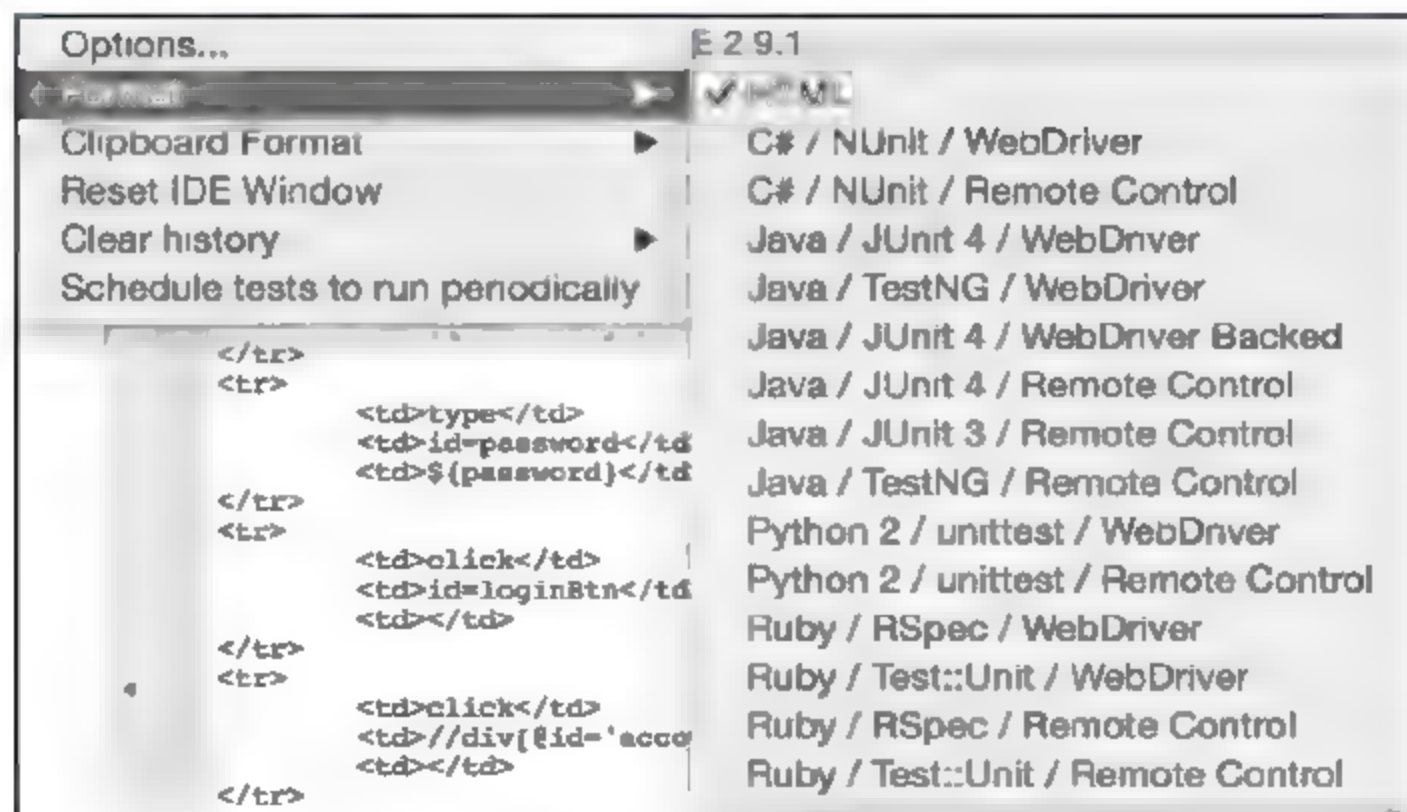 Options...
Format
Clipboard Format
Reset IDE Window
Clear history
Schedule tests to run periodically
E 2 9.1
✓ HTML
C# / NUnit / WebDriver
C# / NUnit / Remote Control
Java / JUnit 4 / WebDriver
Java / TestNG / WebDriver
Java / JUnit 4 / WebDriver Backed
Java / JUnit 4 / Remote Control
Java / JUnit 3 / Remote Control
Java / TestNG / Remote Control
Python 2 / unittest / WebDriver
Python 2 / unittest / Remote Control
Ruby / RSpec / WebDriver
Ruby / Test::Unit / WebDriver
Ruby / RSpec / Remote Control
Ruby / Test::Unit / Remote Control
</tr>
<tr>
<td>type</td>
<td>id=password</td
<td>${password}</td
</tr>
<tr>
<td>click</td>
<td>id=loginBtn</td
<td></td>
</tr>
<tr>
<td>click</td>
<td>//div[@id='acco
<td></td>
</tr>